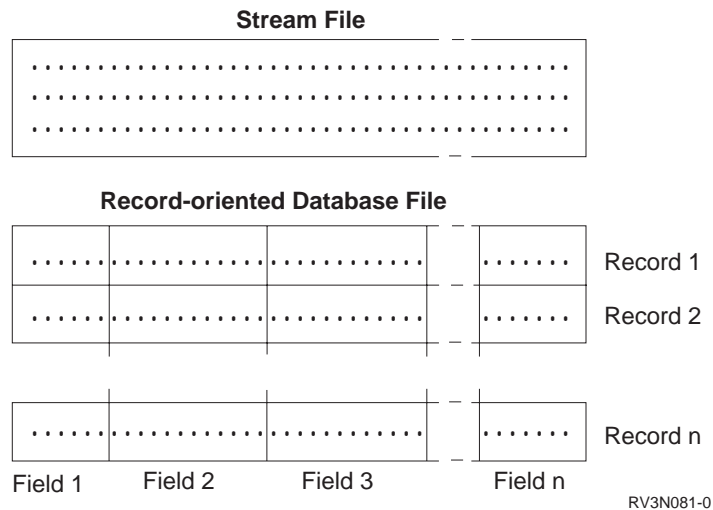 Stream File
Record-oriented Database File
Record 1
Record 2
Record n
Field 1 Field 2 Field 3 Field n
RV3N081-0